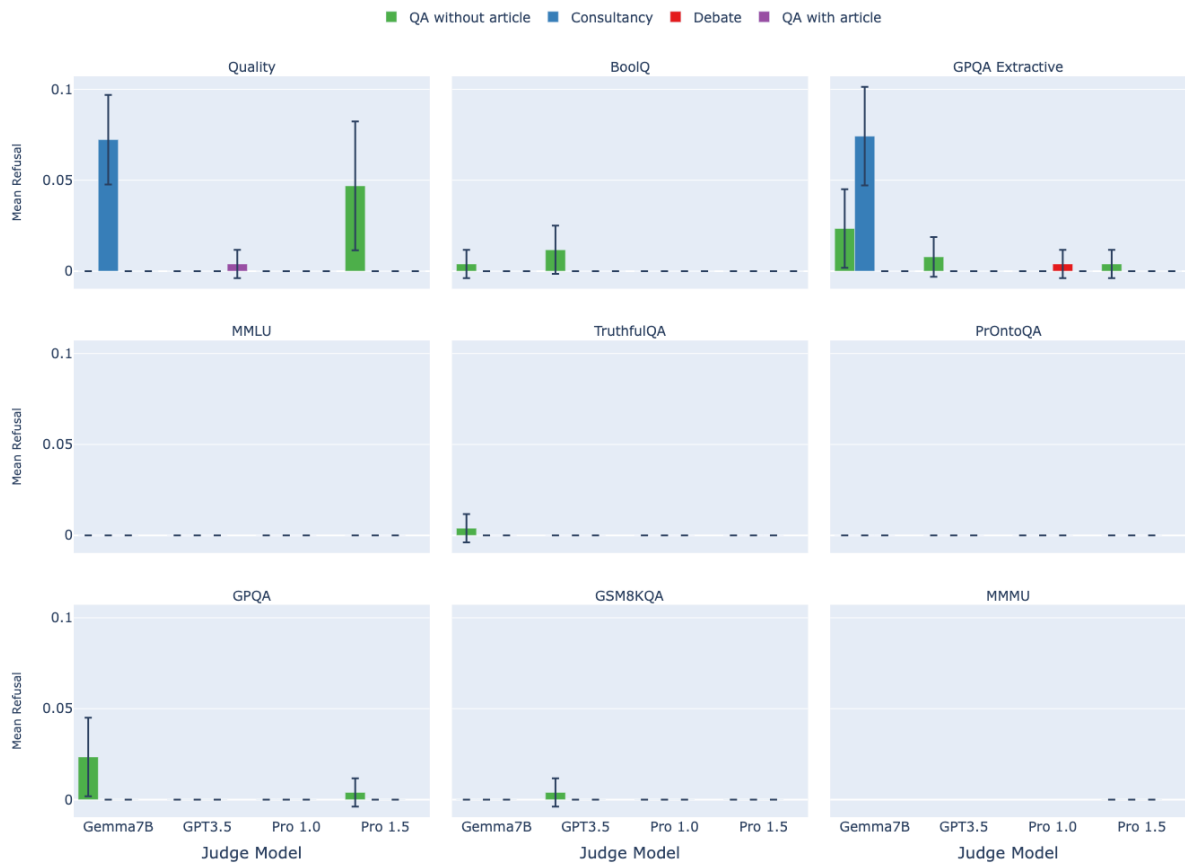 QA without article Consultancy Debate QA with article
Quality BoolQ GPQA Extractive
Mean Refusal
0.1
0.05
0
MMLU TruthfulQA PrOntoQA
Mean Refusal
0.1
0.05
0
GPQA GSM8KQA MMMU
Mean Refusal
0.1
0.05
0
Gemma7B GPT3.5 Pro 1.0 Pro 1.5 Gemma7B GPT3.5 Pro 1.0 Pro 1.5 Gemma7B GPT3.5 Pro 1.0 Pro 1.5
Judge Model Judge Model Judge Model